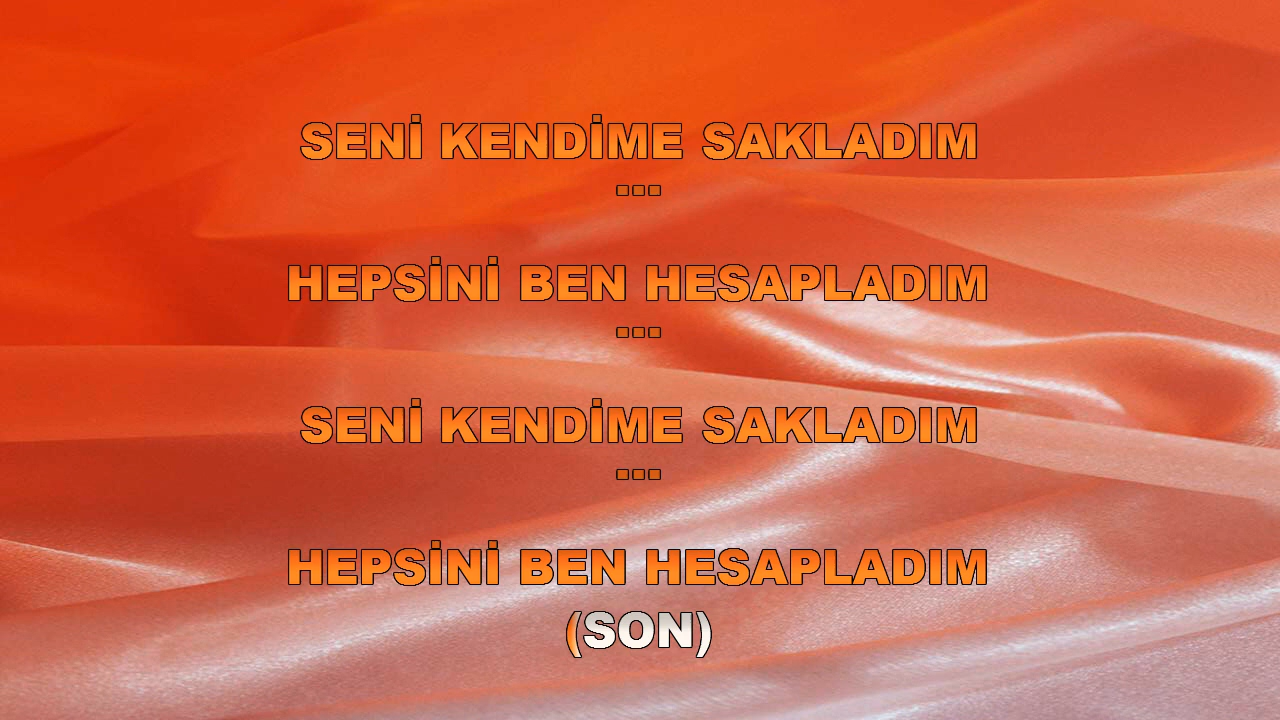 SENİ KENDİME SAKLADIM
...
HEPSİNİ BEN HESAPLADIM
...
SENİ KENDİME SAKLADIM
...
HEPSİNİ BEN HESAPLADIM
(SON)